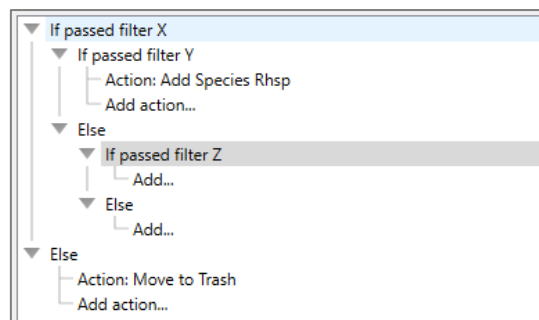 If passed filter X
If passed filter Y
Action: Add Species Rhsp
Add action...
Else
If passed filter Z
Add...
Else
Add...
Else
Action: Move to Trash
Add action...